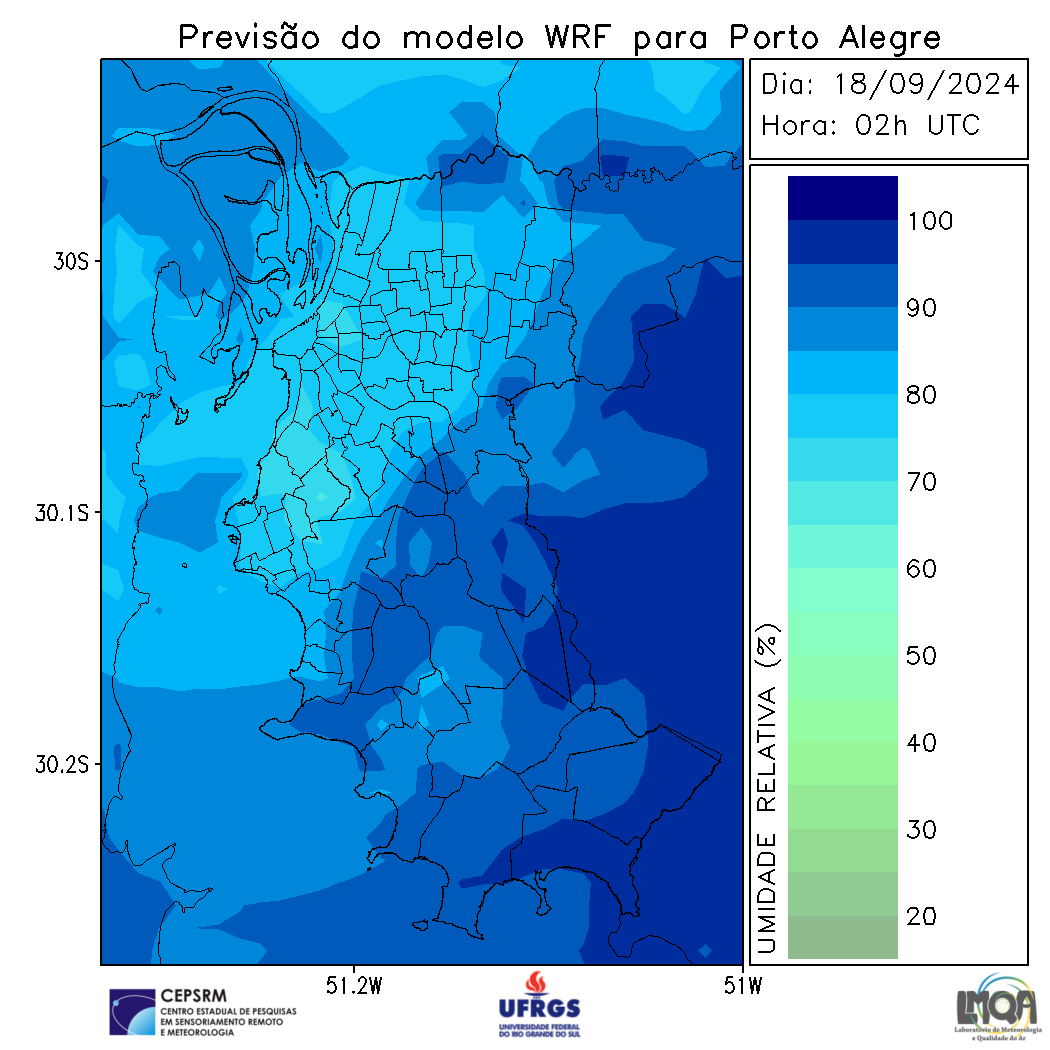 Previsão do modelo WRF para Porto Alegre
Dia: 18/09/2024
Hora: 02h UTC
30S
30.1S
30.2S
51.2W
51W
UMIDADE RELATIVA (%)
100
90
80
70
60
50
40
30
20
CEPSRM
CENTRO ESTADUAL DE PESQUISAS
EM SENSORIAMENTO REMOTO
E METEOROLOGIA
UFRGS
UNIVERSIDADE FEDERAL
DO RIO GRANDE DO SUL
LMQA
Laboratório de Meteorologia
e Qualidade do Ar